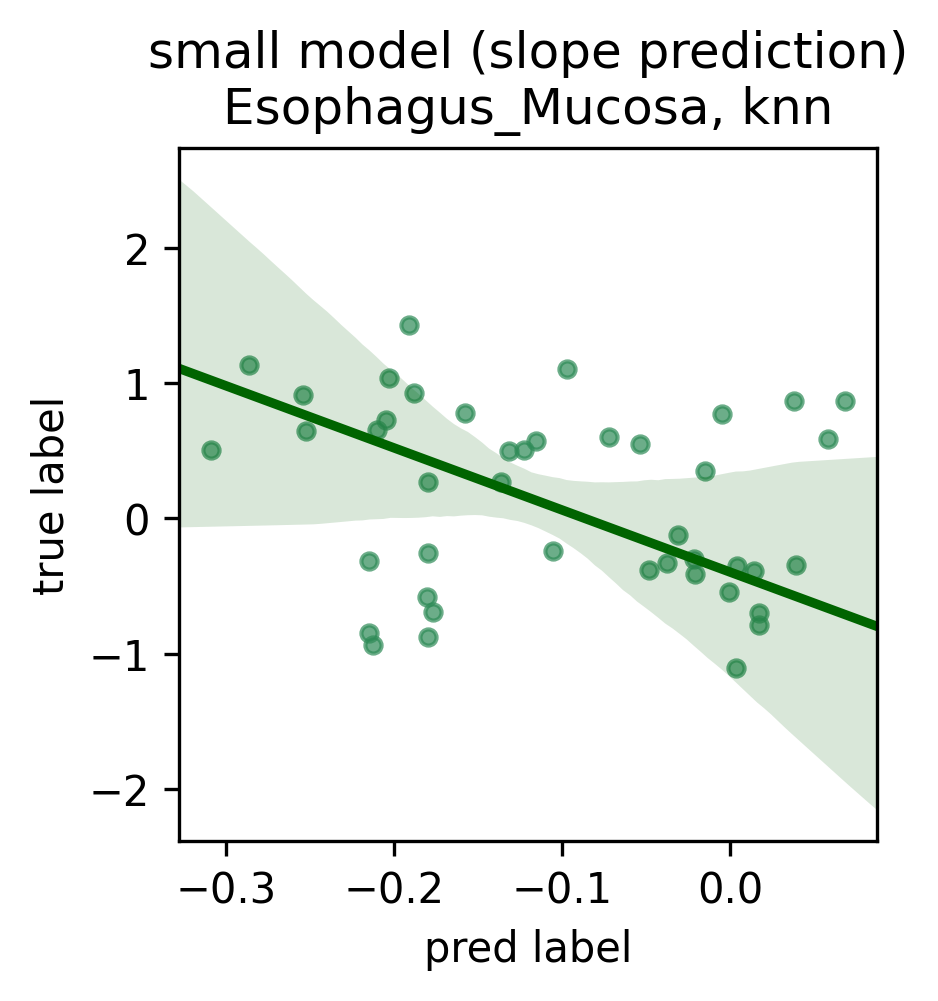 small model (slope prediction)
Esophagus_Mucosa, knn
true label
2
1
0
−1
−2
−0.3
−0.2
−0.1
0.0
pred label